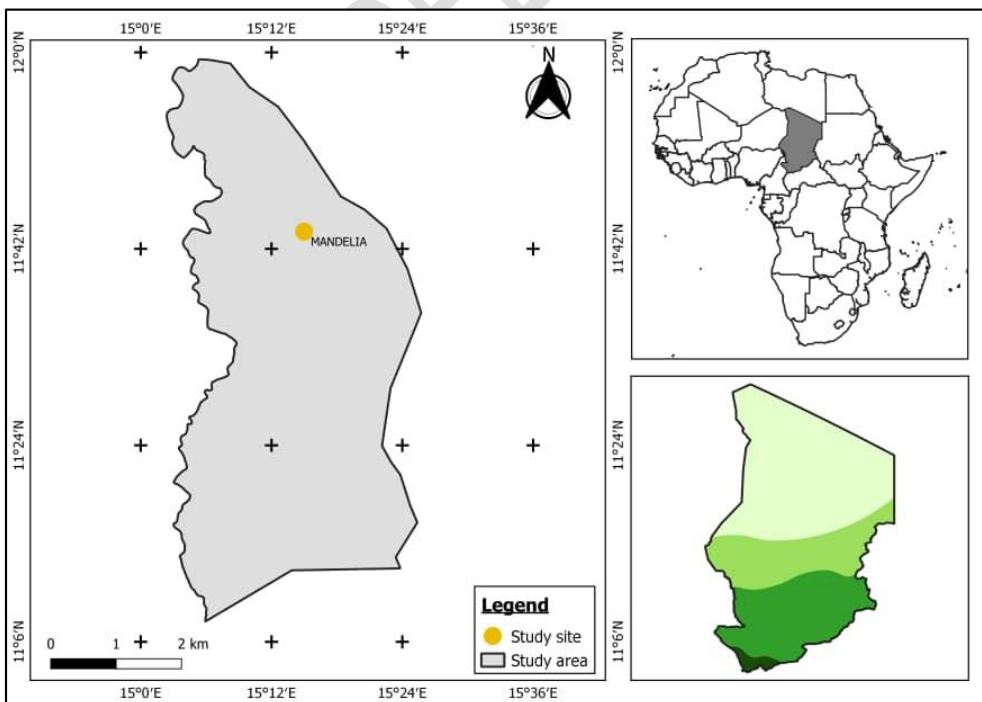 15°0′E 15°12′E 15°24′E 15°36′E
12°0′N
12°0′N
N
MANDELIA
11°42′N
11°42′N
11°24′N
11°24′N
Legend
Study site
Study area
0 1 2 km
11°6′N
11°6′N
15°0′E 15°12′E 15°24′E 15°36′E